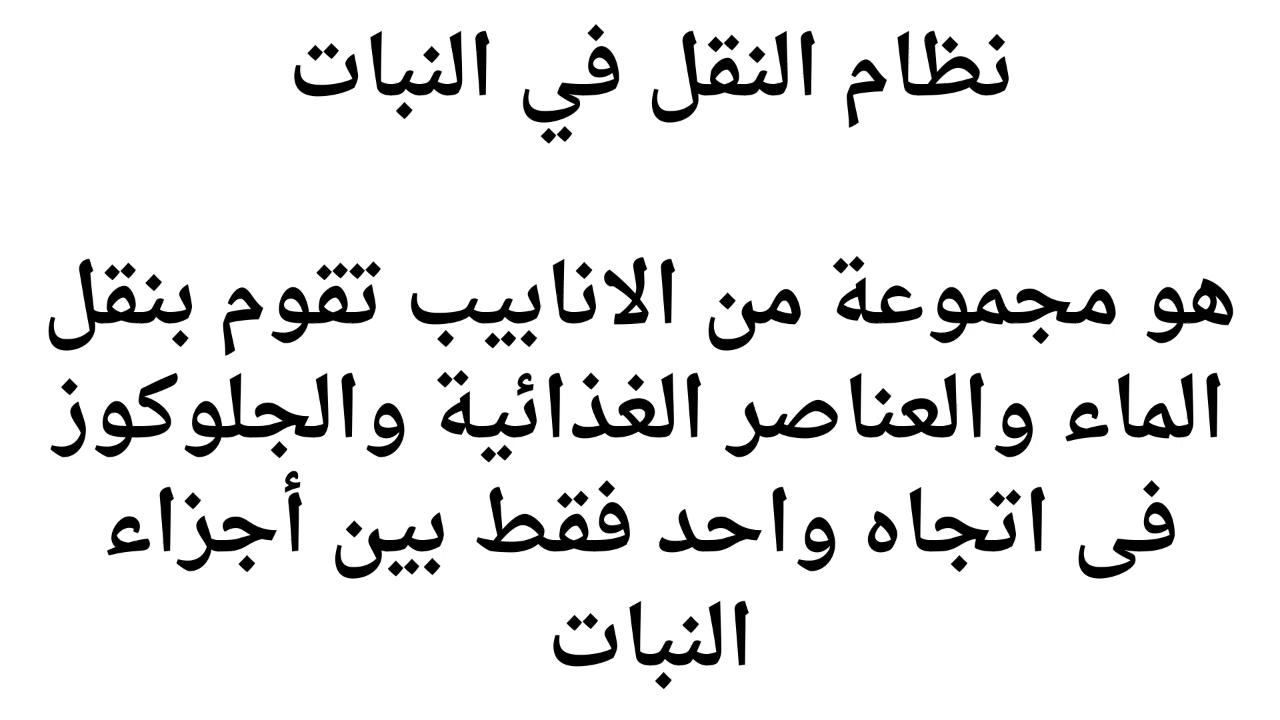 نظام النقل في النبات
هو مجموعة من الانابيب تقوم بنقل
الماء والعناصر الغذائية والجلوكوز
فى اتجاه واحد فقط بين أجزاء
النبات